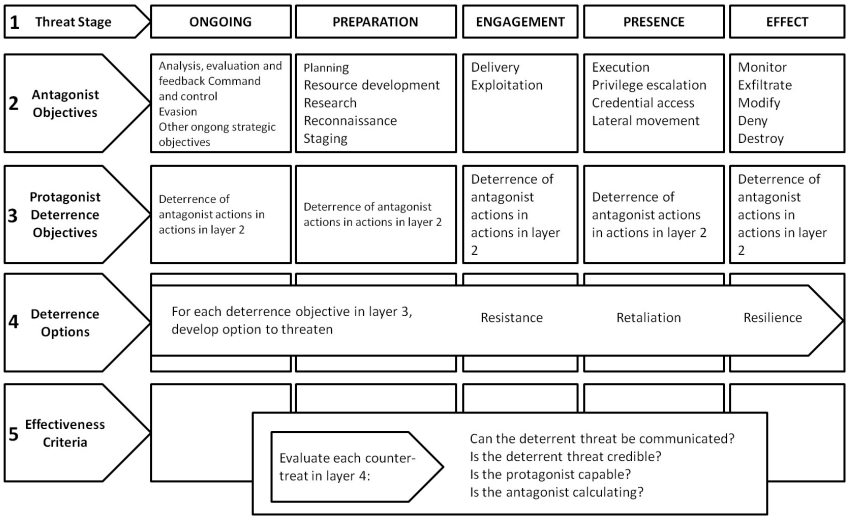 1 Threat Stage
ONGOING
PREPARATION
ENGAGEMENT
PRESENCE
EFFECT
2 Antagonist
Objectives
Analysis, evaluation and
feedback Command
and control
Evasion
Other ongong strategic
objectives
Planning
Resource development
Research
Reconnaissance
Staging
Delivery
Exploitation
Execution
Privilege escalation
Credential access
Lateral movement
Monitor
Exfiltrate
Modify
Deny
Destroy
3 Protagonist
Deterrence
Objectives
Deterrence of
antagonist actions in
actions in layer 2
Deterrence of antagonist
actions in actions in layer 2
Deterrence of
antagonist
actions in
actions in layer
2
Deterrence of
antagonist actions
in actions in layer 2
Deterrence of
antagonist
actions in
actions in layer
2
4 Deterrence
Options
For each deterrence objective in layer 3,
develop option to threaten
Resistance
Retaliation
Resilience
5 Effectiveness
Criteria
Evaluate each counter-
treat in layer 4:
Can the deterrent threat be communicated?
Is the deterrent threat credible?
Is the protagonist capable?
Is the antagonist calculating?